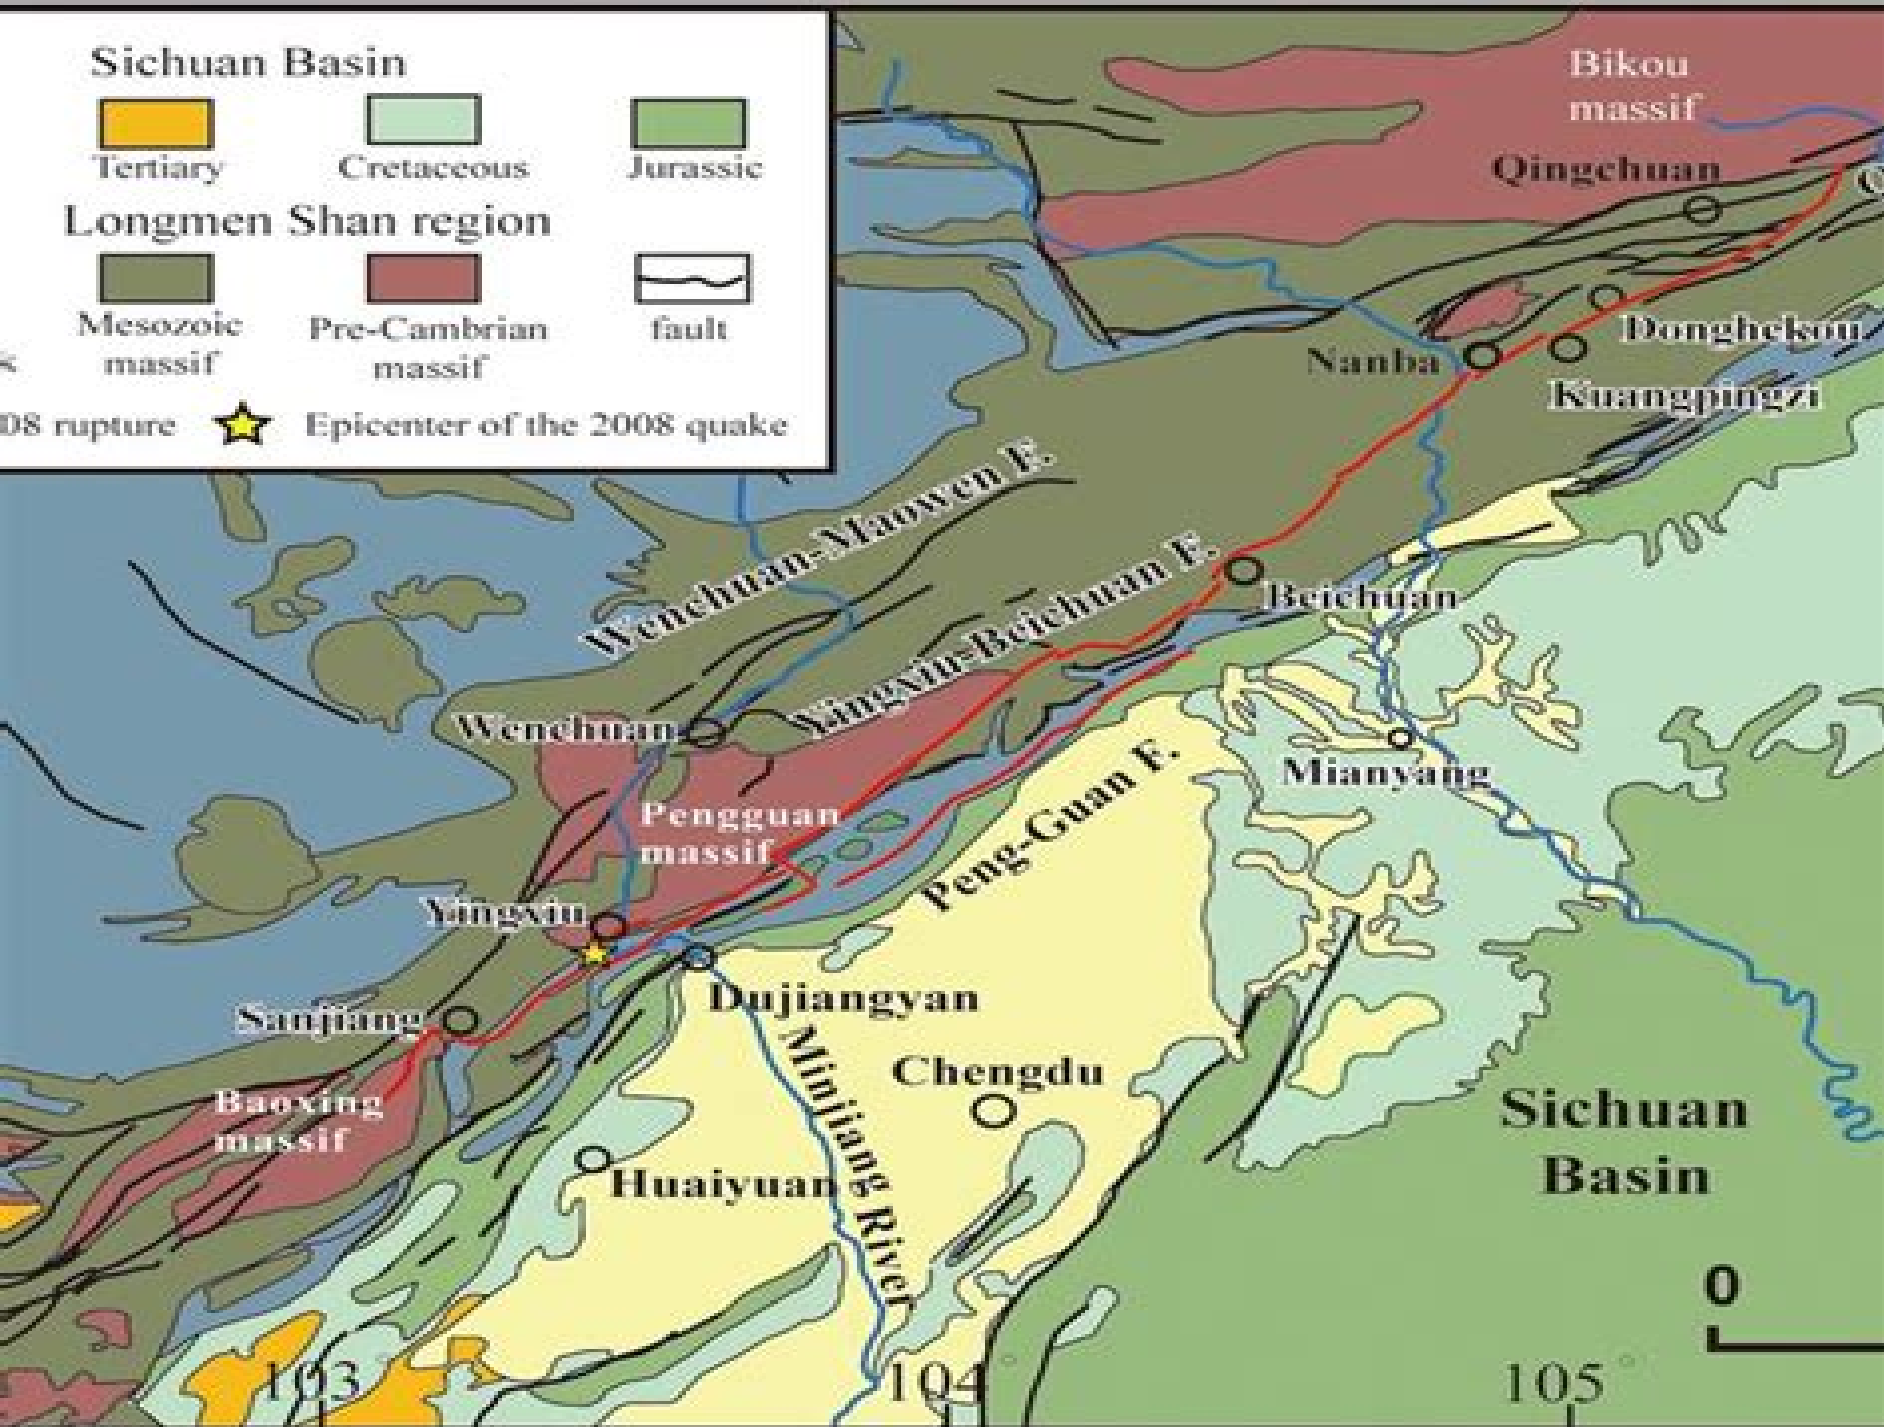 Sichuan Basin
Tertiary
Cretaceous
Jurassic
Longmen Shan region
Mesozoic
massif
Pre-Cambrian
massif
fault
08 rupture
Epicenter of the 2008 quake
Bikou
massif
Qingchuan
Donghekou
Nanba
Kuangpingzi
Wenchuan-Maowen F.
Yingxiu-Beichuan F.
Beichuan
Wenchuan
Mianyang
Pengguan
massif
Peng-Guan F.
Yingxiu
Dujiangyan
Sanjiang
Minjiang River
Chengdu
Baoxing
massif
Sichuan
Basin
Huaiyuan
0
103°
104°
105°